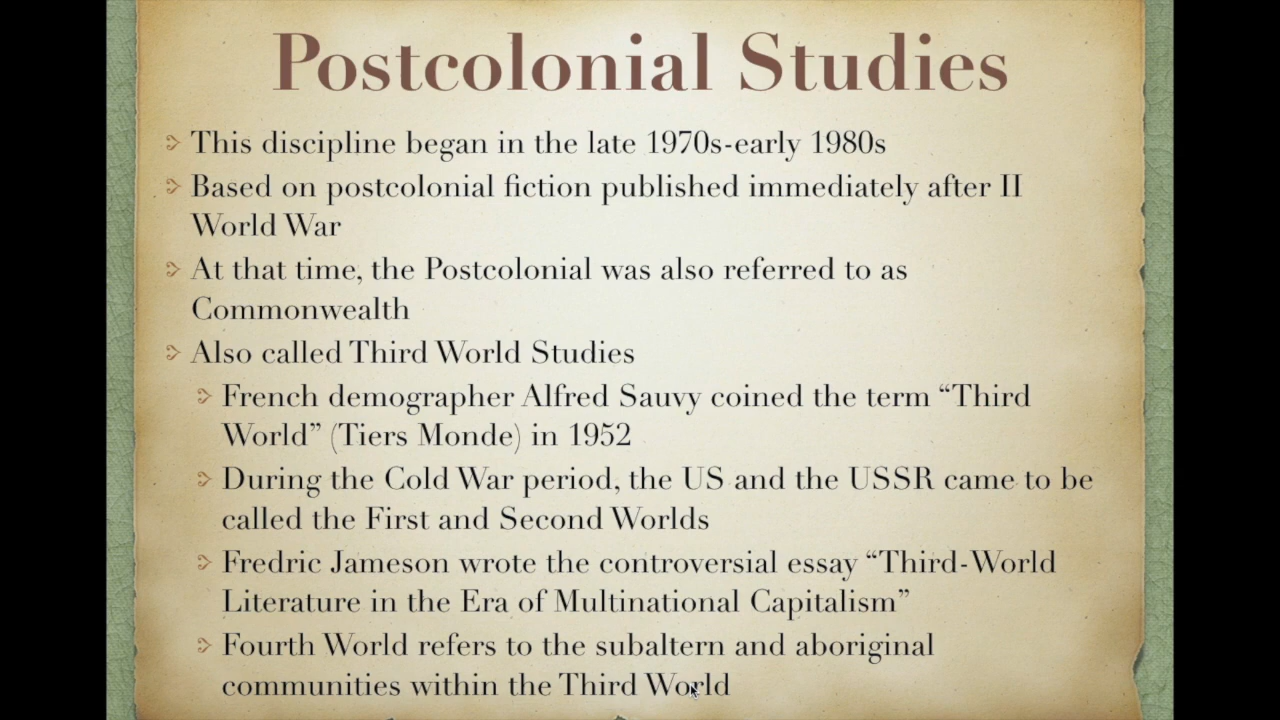 Postcolonial Studies
This discipline began in the late 1970s-early 1980s
Based on postcolonial fiction published immediately after II
World War
At that time, the Postcolonial was also referred to as
Commonwealth
Also called Third World Studies
French demographer Alfred Sauvy coined the term “Third
World” (Tiers Monde) in 1952
During the Cold War period, the US and the USSR came to be
called the First and Second Worlds
Fredric Jameson wrote the controversial essay “Third-World
Literature in the Era of Multinational Capitalism”
Fourth World refers to the subaltern and aboriginal
communities within the Third World